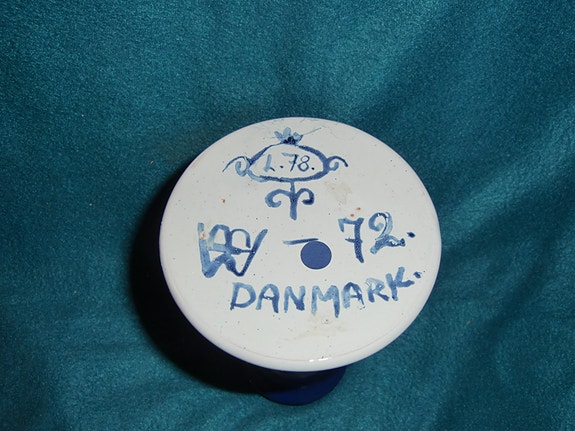 L.78.
– 72.
DANMARK.